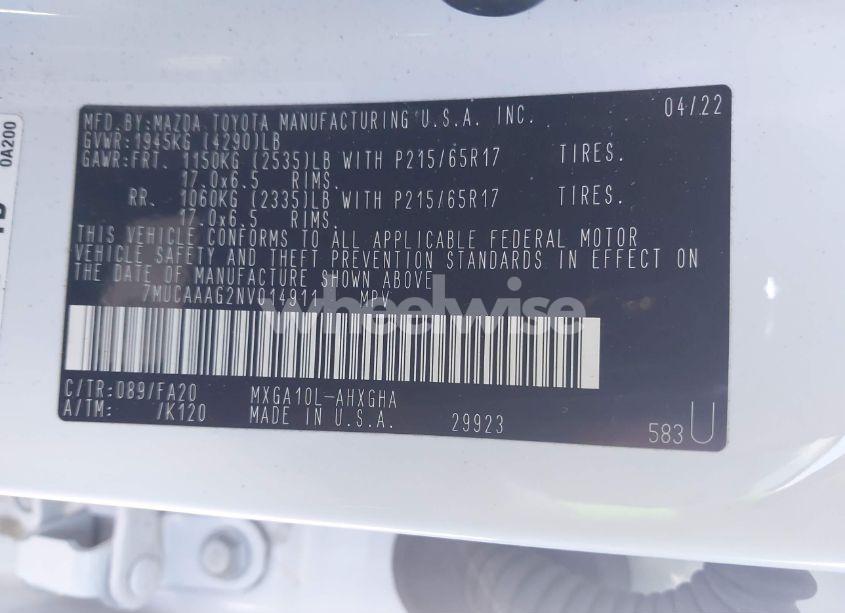 0A200
MFD.BY:MAZDA TOYOTA MANUFACTURING U.S.A. INC. 04/22
GVWR:1945KG (4290)LB
GAWR:FRT. 1150KG (2535)LB WITH P215/65R17 TIRES.
17.0x6.5 RIMS.
RR. 1060KG (2335)LB WITH P215/65R17 TIRES.
17.0x6.5 RIMS.
THIS VEHICLE CONFORMS TO ALL APPLICABLE FEDERAL MOTOR
VEHICLE SAFETY AND THEFT PREVENTION STANDARDS IN EFFECT ON
THE DATE OF MANUFACTURE SHOWN ABOVE
7MUCAAAG2NV014911 MPV
wheelwise
C/TR:089/FA20 MXGA10L-AHXGHA
A/TM: /K120 MADE IN U.S.A. 29923 583U